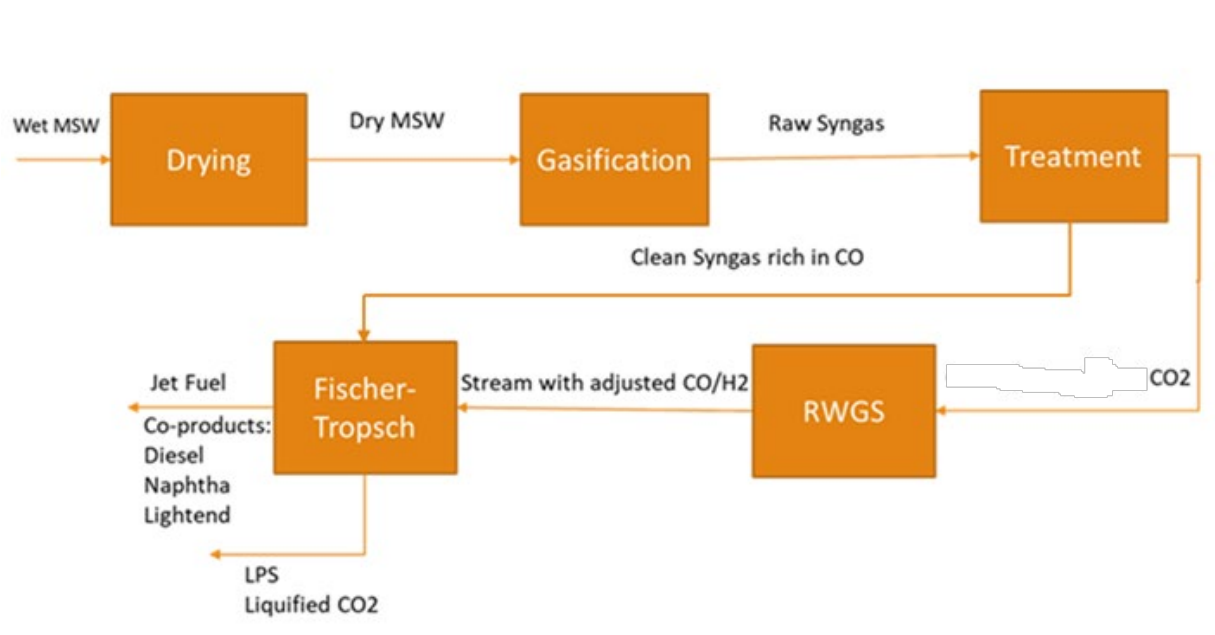 Wet MSW
Drying
Dry MSW
Gasification
Raw Syngas
Treatment
Clean Syngas rich in CO
Jet Fuel
Co-products:
Diesel
Naphtha
Lightend
Fischer-
Tropsch
Stream with adjusted CO/H2
RWGS
CO2
LPS
Liquified CO2